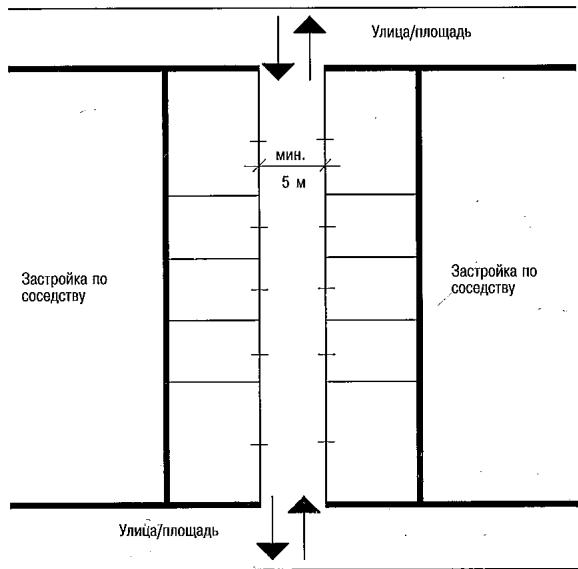 Улица/площадь
мин.
5 м
Застройка по
соседству
Застройка по
соседству
Улица/площадь